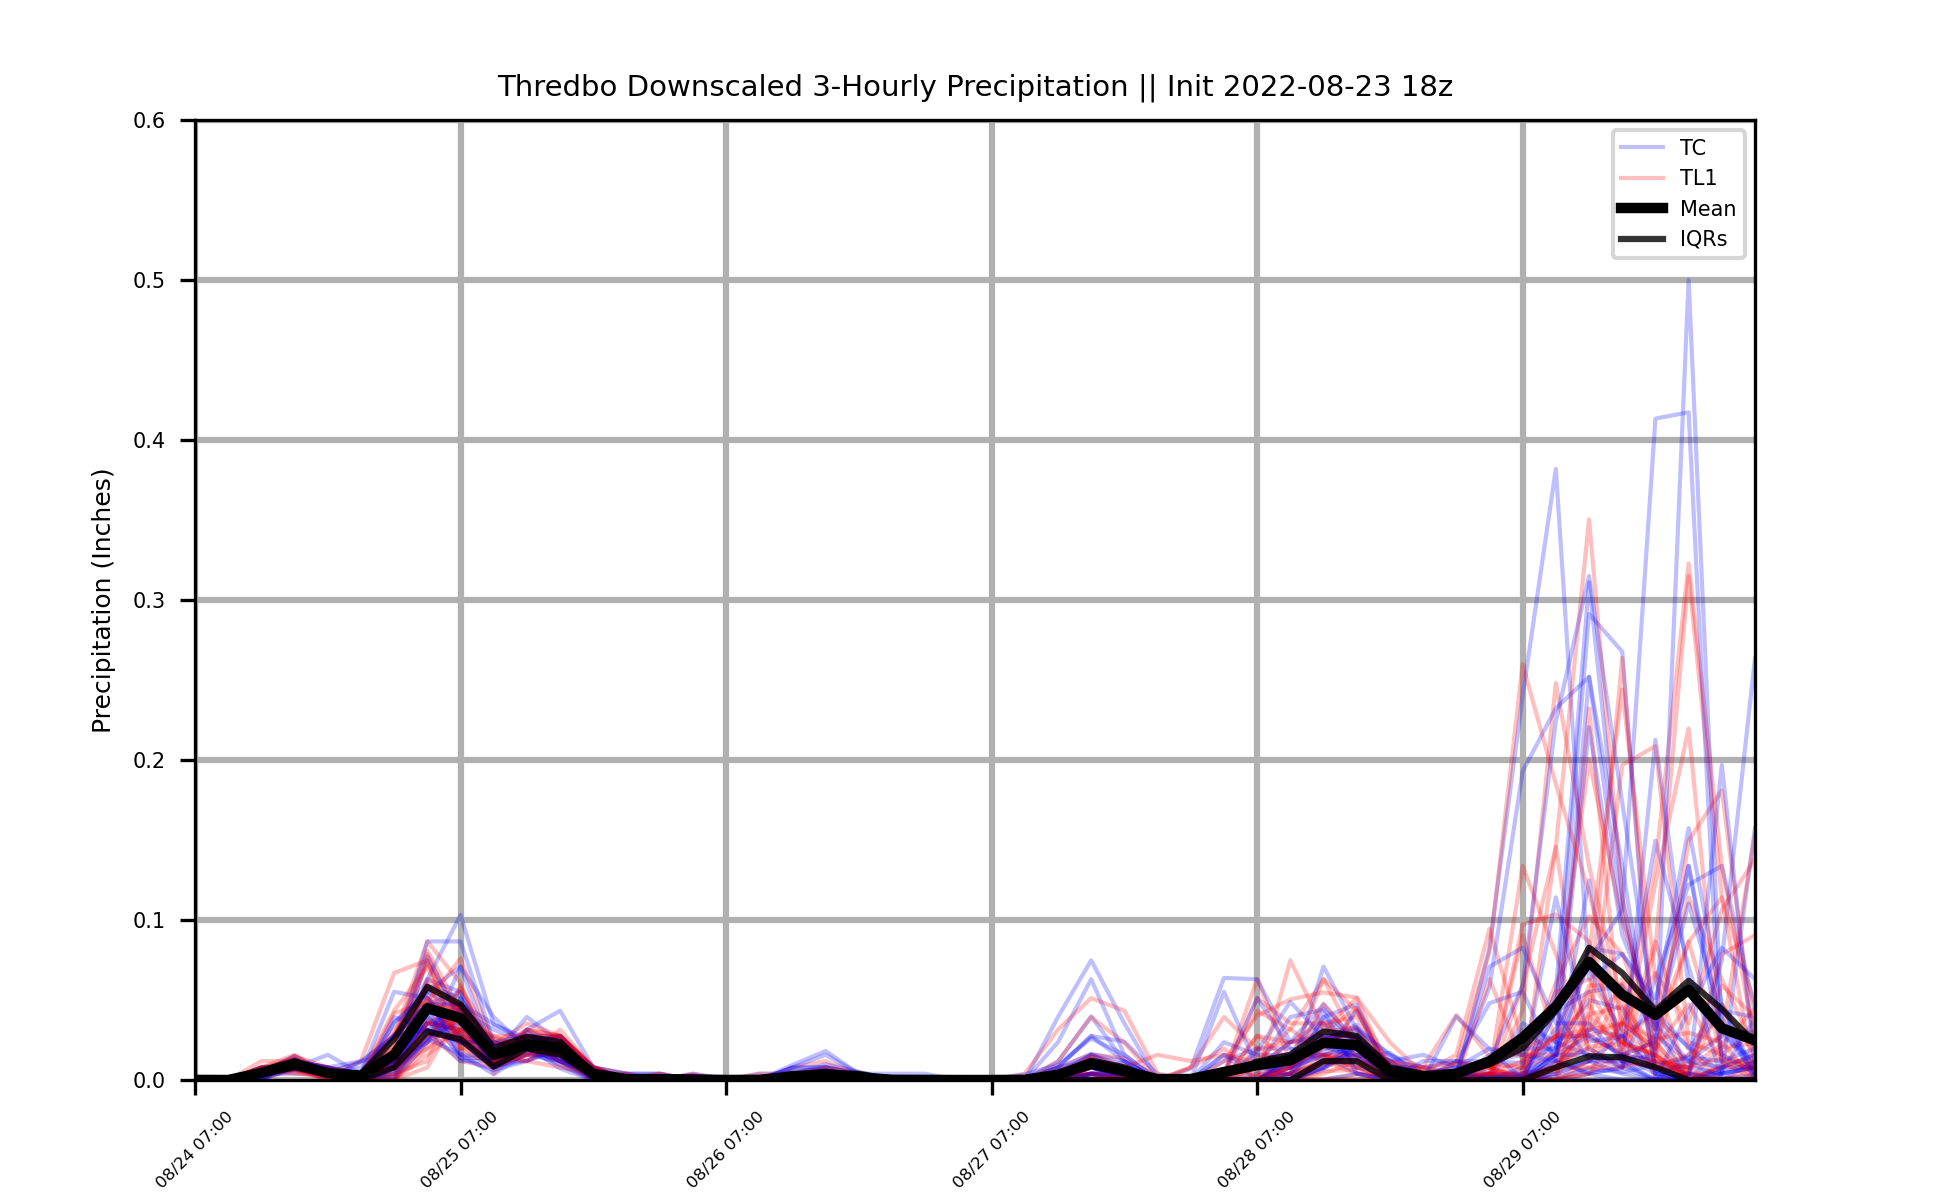 Thredbo Downscaled 3-Hourly Precipitation || Init 2022-08-23 18z
TC
TL1
Mean
IQRs
Precipitation (Inches)
0.6
0.5
0.4
0.3
0.2
0.1
0.0
08/24 07:00
08/25 07:00
08/26 07:00
08/27 07:00
08/28 07:00
08/29 07:00